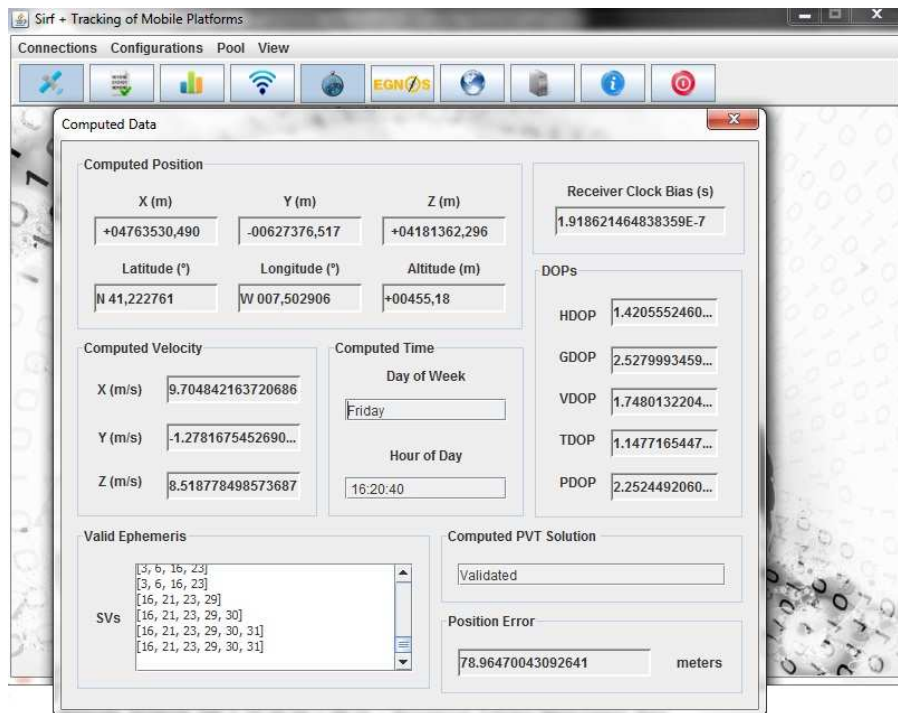 Sirf + Tracking of Mobile Platforms
Connections Configurations Pool View
EGNOS
Computed Data
Computed Position
X (m) Y (m) Z (m)
+04763530,490 -00627376,517 +04181362,296
Latitude (º) Longitude (º) Altitude (m)
N 41,222761 W 007,502906 +00455,18
Receiver Clock Bias (s)
1.918621464838359E-7
DOPs
HDOP 1.4205552460...
GDOP 2.5279993459...
VDOP 1.7480132204...
TDOP 1.1477165447...
PDOP 2.2524492060...
Computed Velocity
X (m/s) 9.704842163720686
Y (m/s) -1.2781675452690...
Z (m/s) 8.518778498573687
Computed Time
Day of Week
Friday
Hour of Day
16:20:40
Valid Ephemeris
SVs
[3, 6, 16, 23]
[3, 6, 16, 23]
[16, 21, 23, 29]
[16, 21, 23, 29, 30]
[16, 21, 23, 29, 30, 31]
[16, 21, 23, 29, 30, 31]
Computed PVT Solution
Validated
Position Error
78.96470043092641 meters